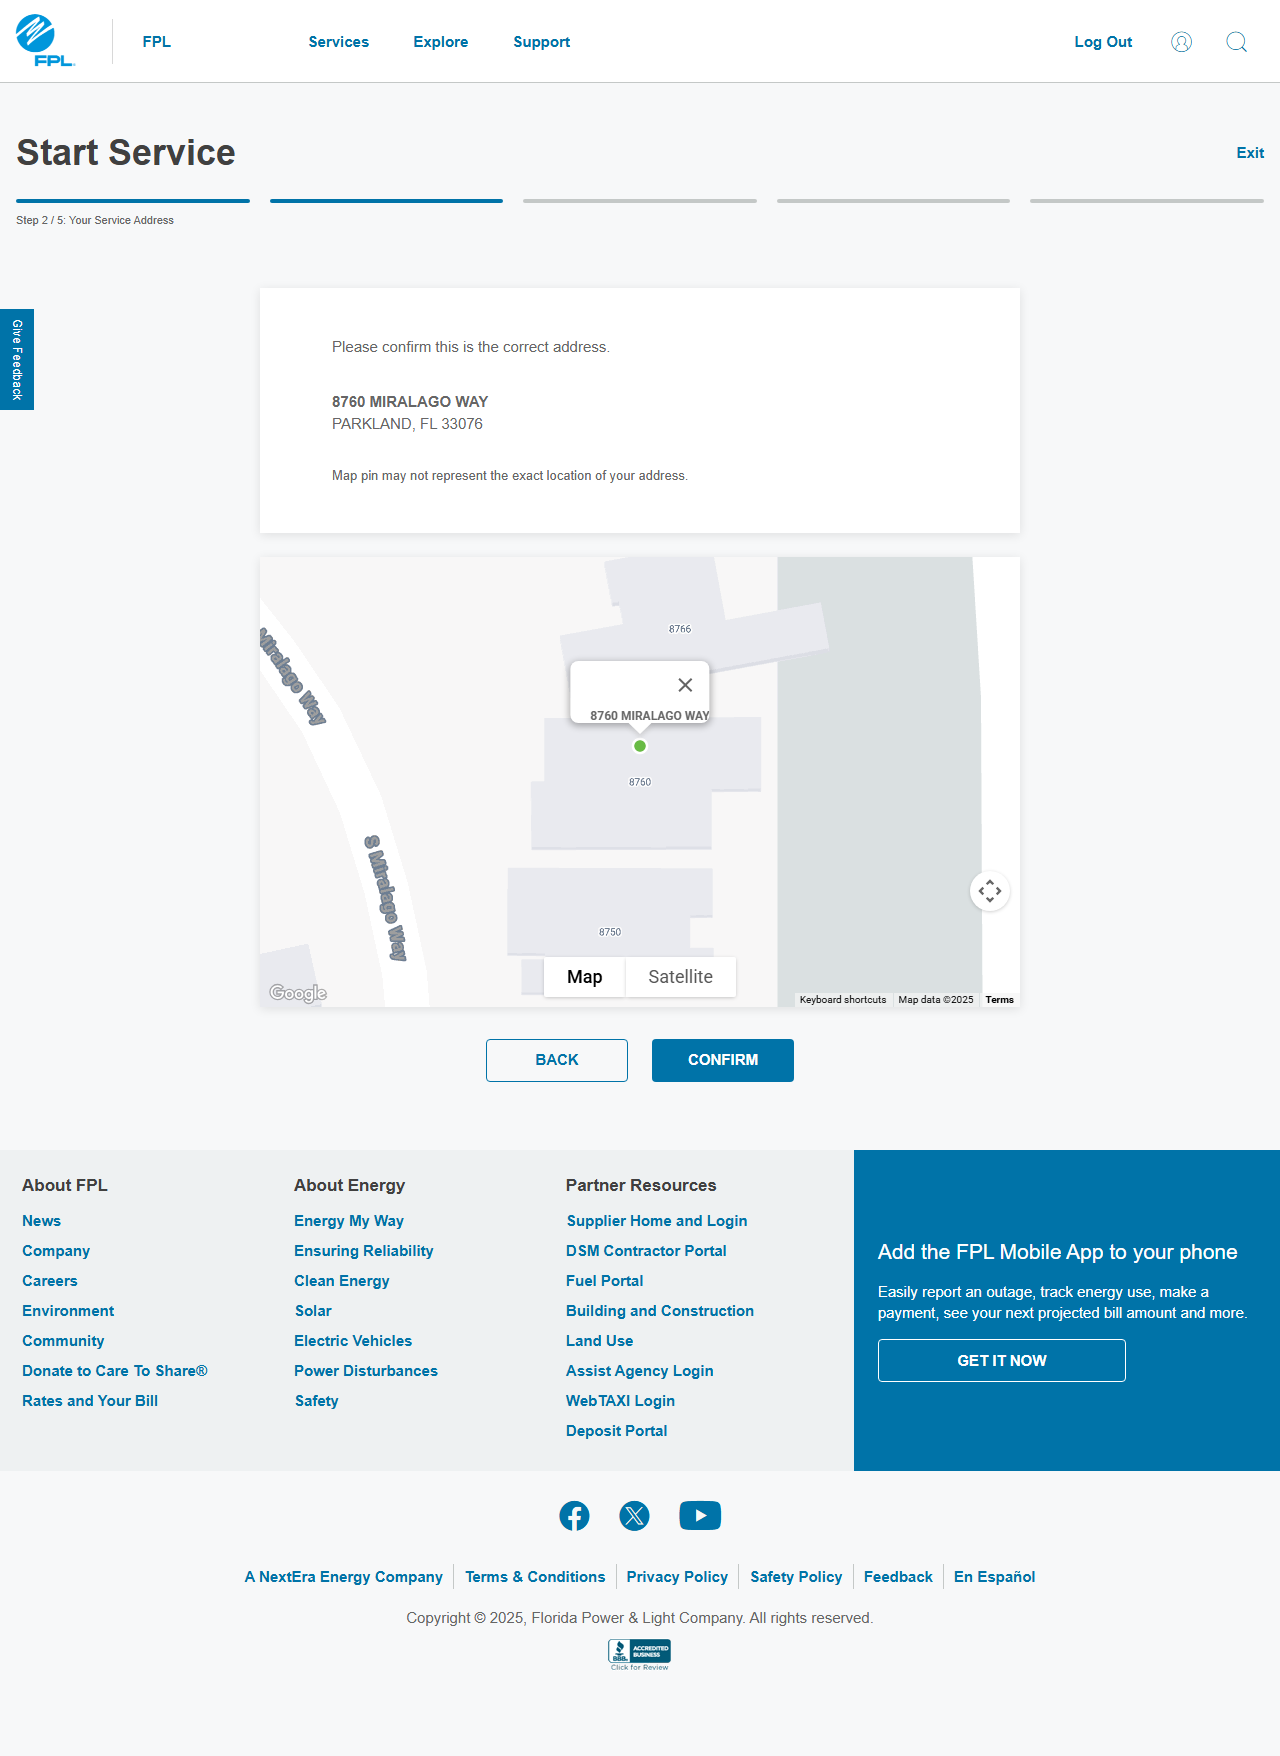 FPL
FPL
Services
Explore
Support
Log Out
Start Service
Exit
Step 2 / 5: Your Service Address
Give Feedback
Please confirm this is the correct address.
8760 MIRALAGO WAY
PARKLAND, FL 33076
Map pin may not represent the exact location of your address.
8766
Miralago Way
8760 MIRALAGO WAY
8760
S Miralago Way
8750
Map
Satellite
Google
Keyboard shortcuts
Map data ©2025
Terms
BACK
CONFIRM
About FPL
News
Company
Careers
Environment
Community
Donate to Care To Share®
Rates and Your Bill
About Energy
Energy My Way
Ensuring Reliability
Clean Energy
Solar
Electric Vehicles
Power Disturbances
Safety
Partner Resources
Supplier Home and Login
DSM Contractor Portal
Fuel Portal
Building and Construction
Land Use
Assist Agency Login
WebTAXI Login
Deposit Portal
Add the FPL Mobile App to your phone
Easily report an outage, track energy use, make a
payment, see your next projected bill amount and more.
GET IT NOW
A NextEra Energy Company
Terms & Conditions
Privacy Policy
Safety Policy
Feedback
En Español
Copyright © 2025, Florida Power & Light Company. All rights reserved.
BBB
ACCREDITED
BUSINESS
Click for Review